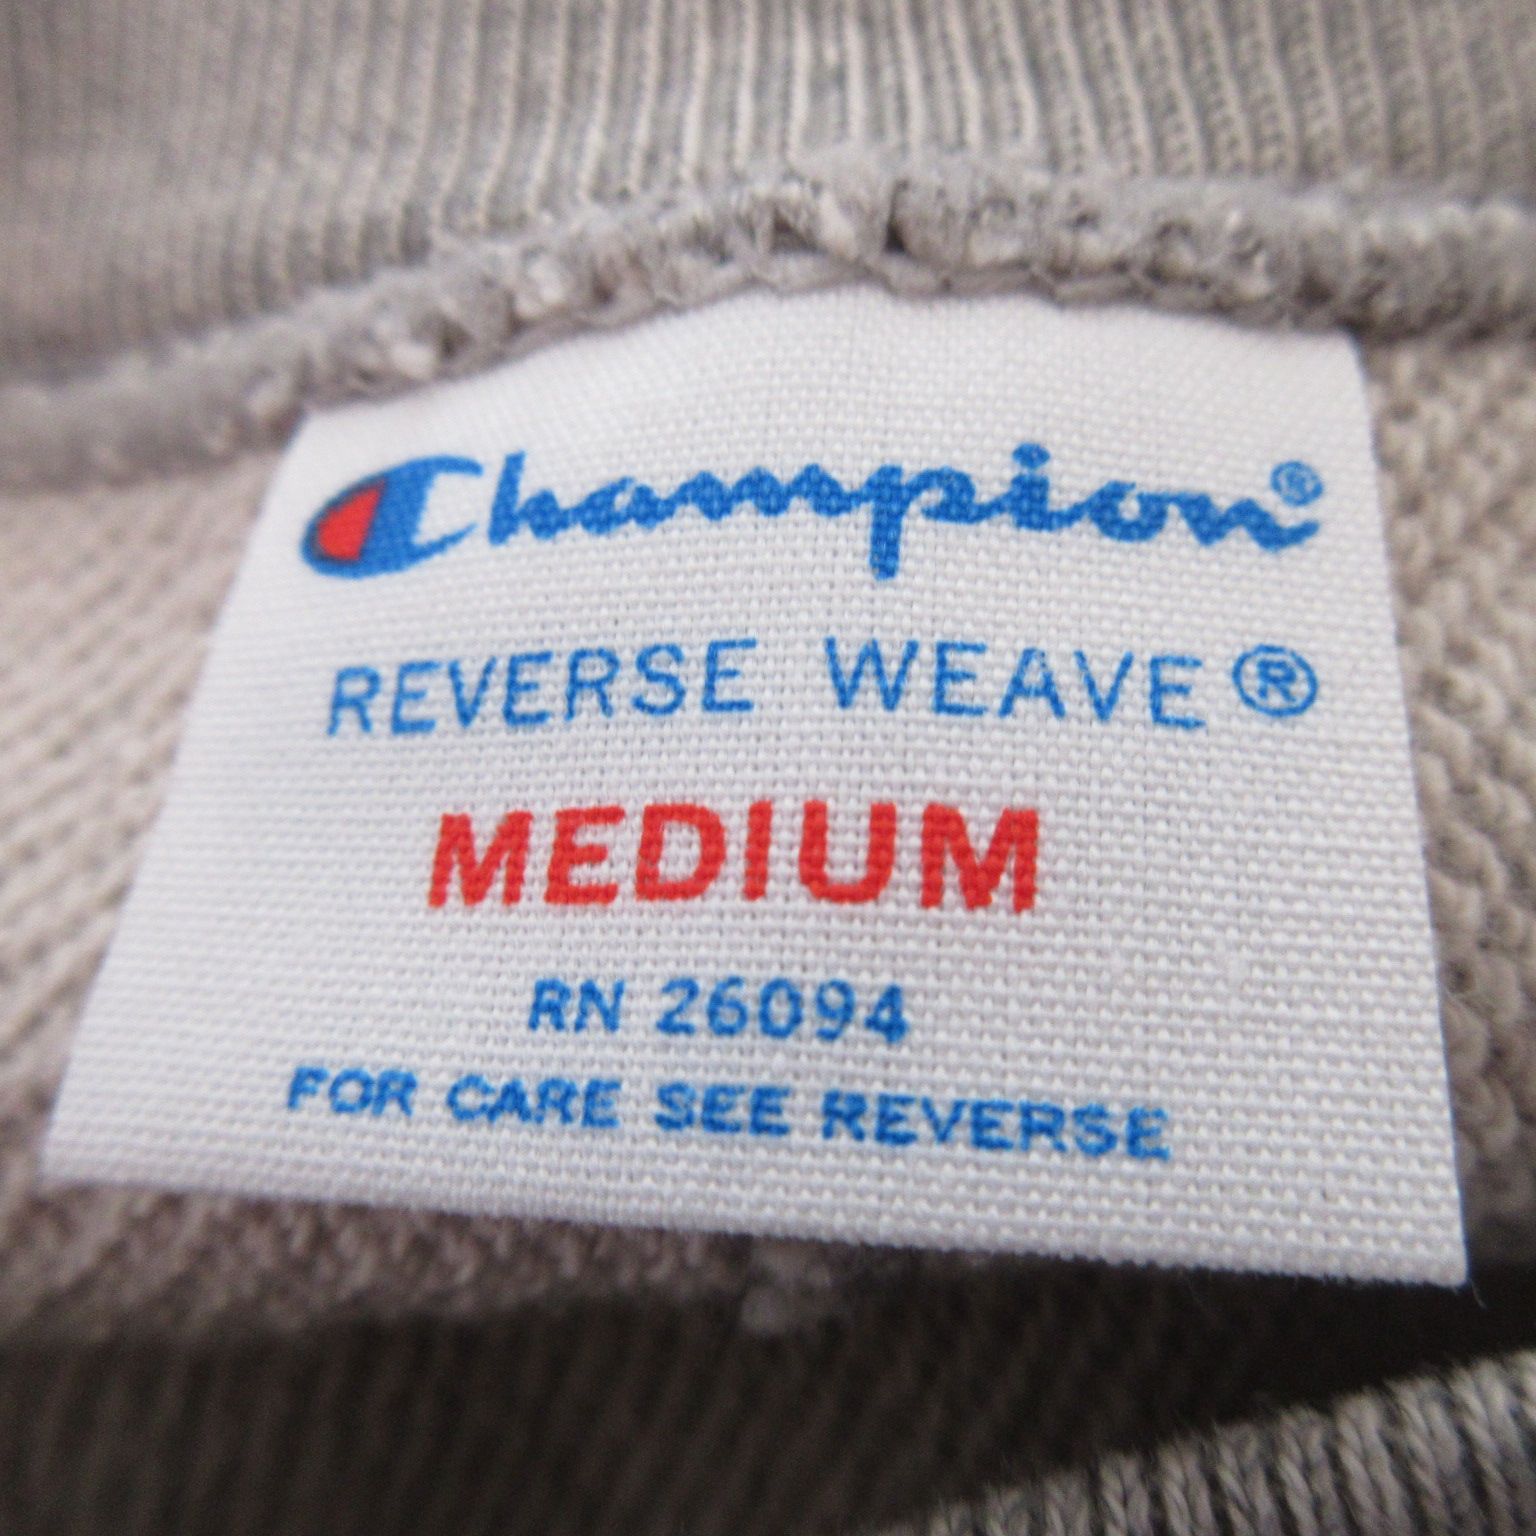 Champion®
REVERSE WEAVE®
MEDIUM
RN 26094
FOR CARE SEE REVERSE